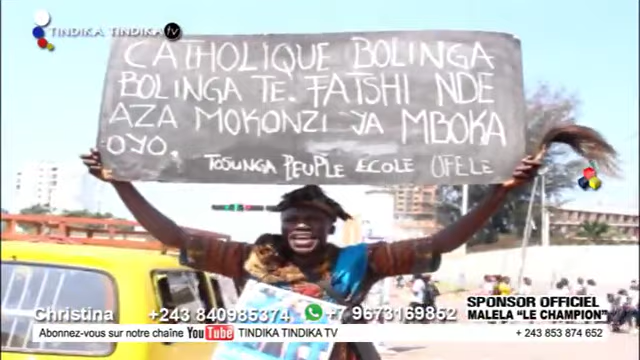 TINDIKA TINDIKA tv
CATHOLIQUE BOLINGA
BOLINGA TE. FATSHI NDE
AZA MOKONZI YA MBOKA
OYO.
TOSUNGA PEUPLE ECOLE OFELE
Christina +243 840985374 +7 9673169852
SPONSOR OFFICIEL
MALELA "LE CHAMPION"
Abonnez-vous sur notre chaîne YouTube TINDIKA TINDIKA TV + 243 853 874 652